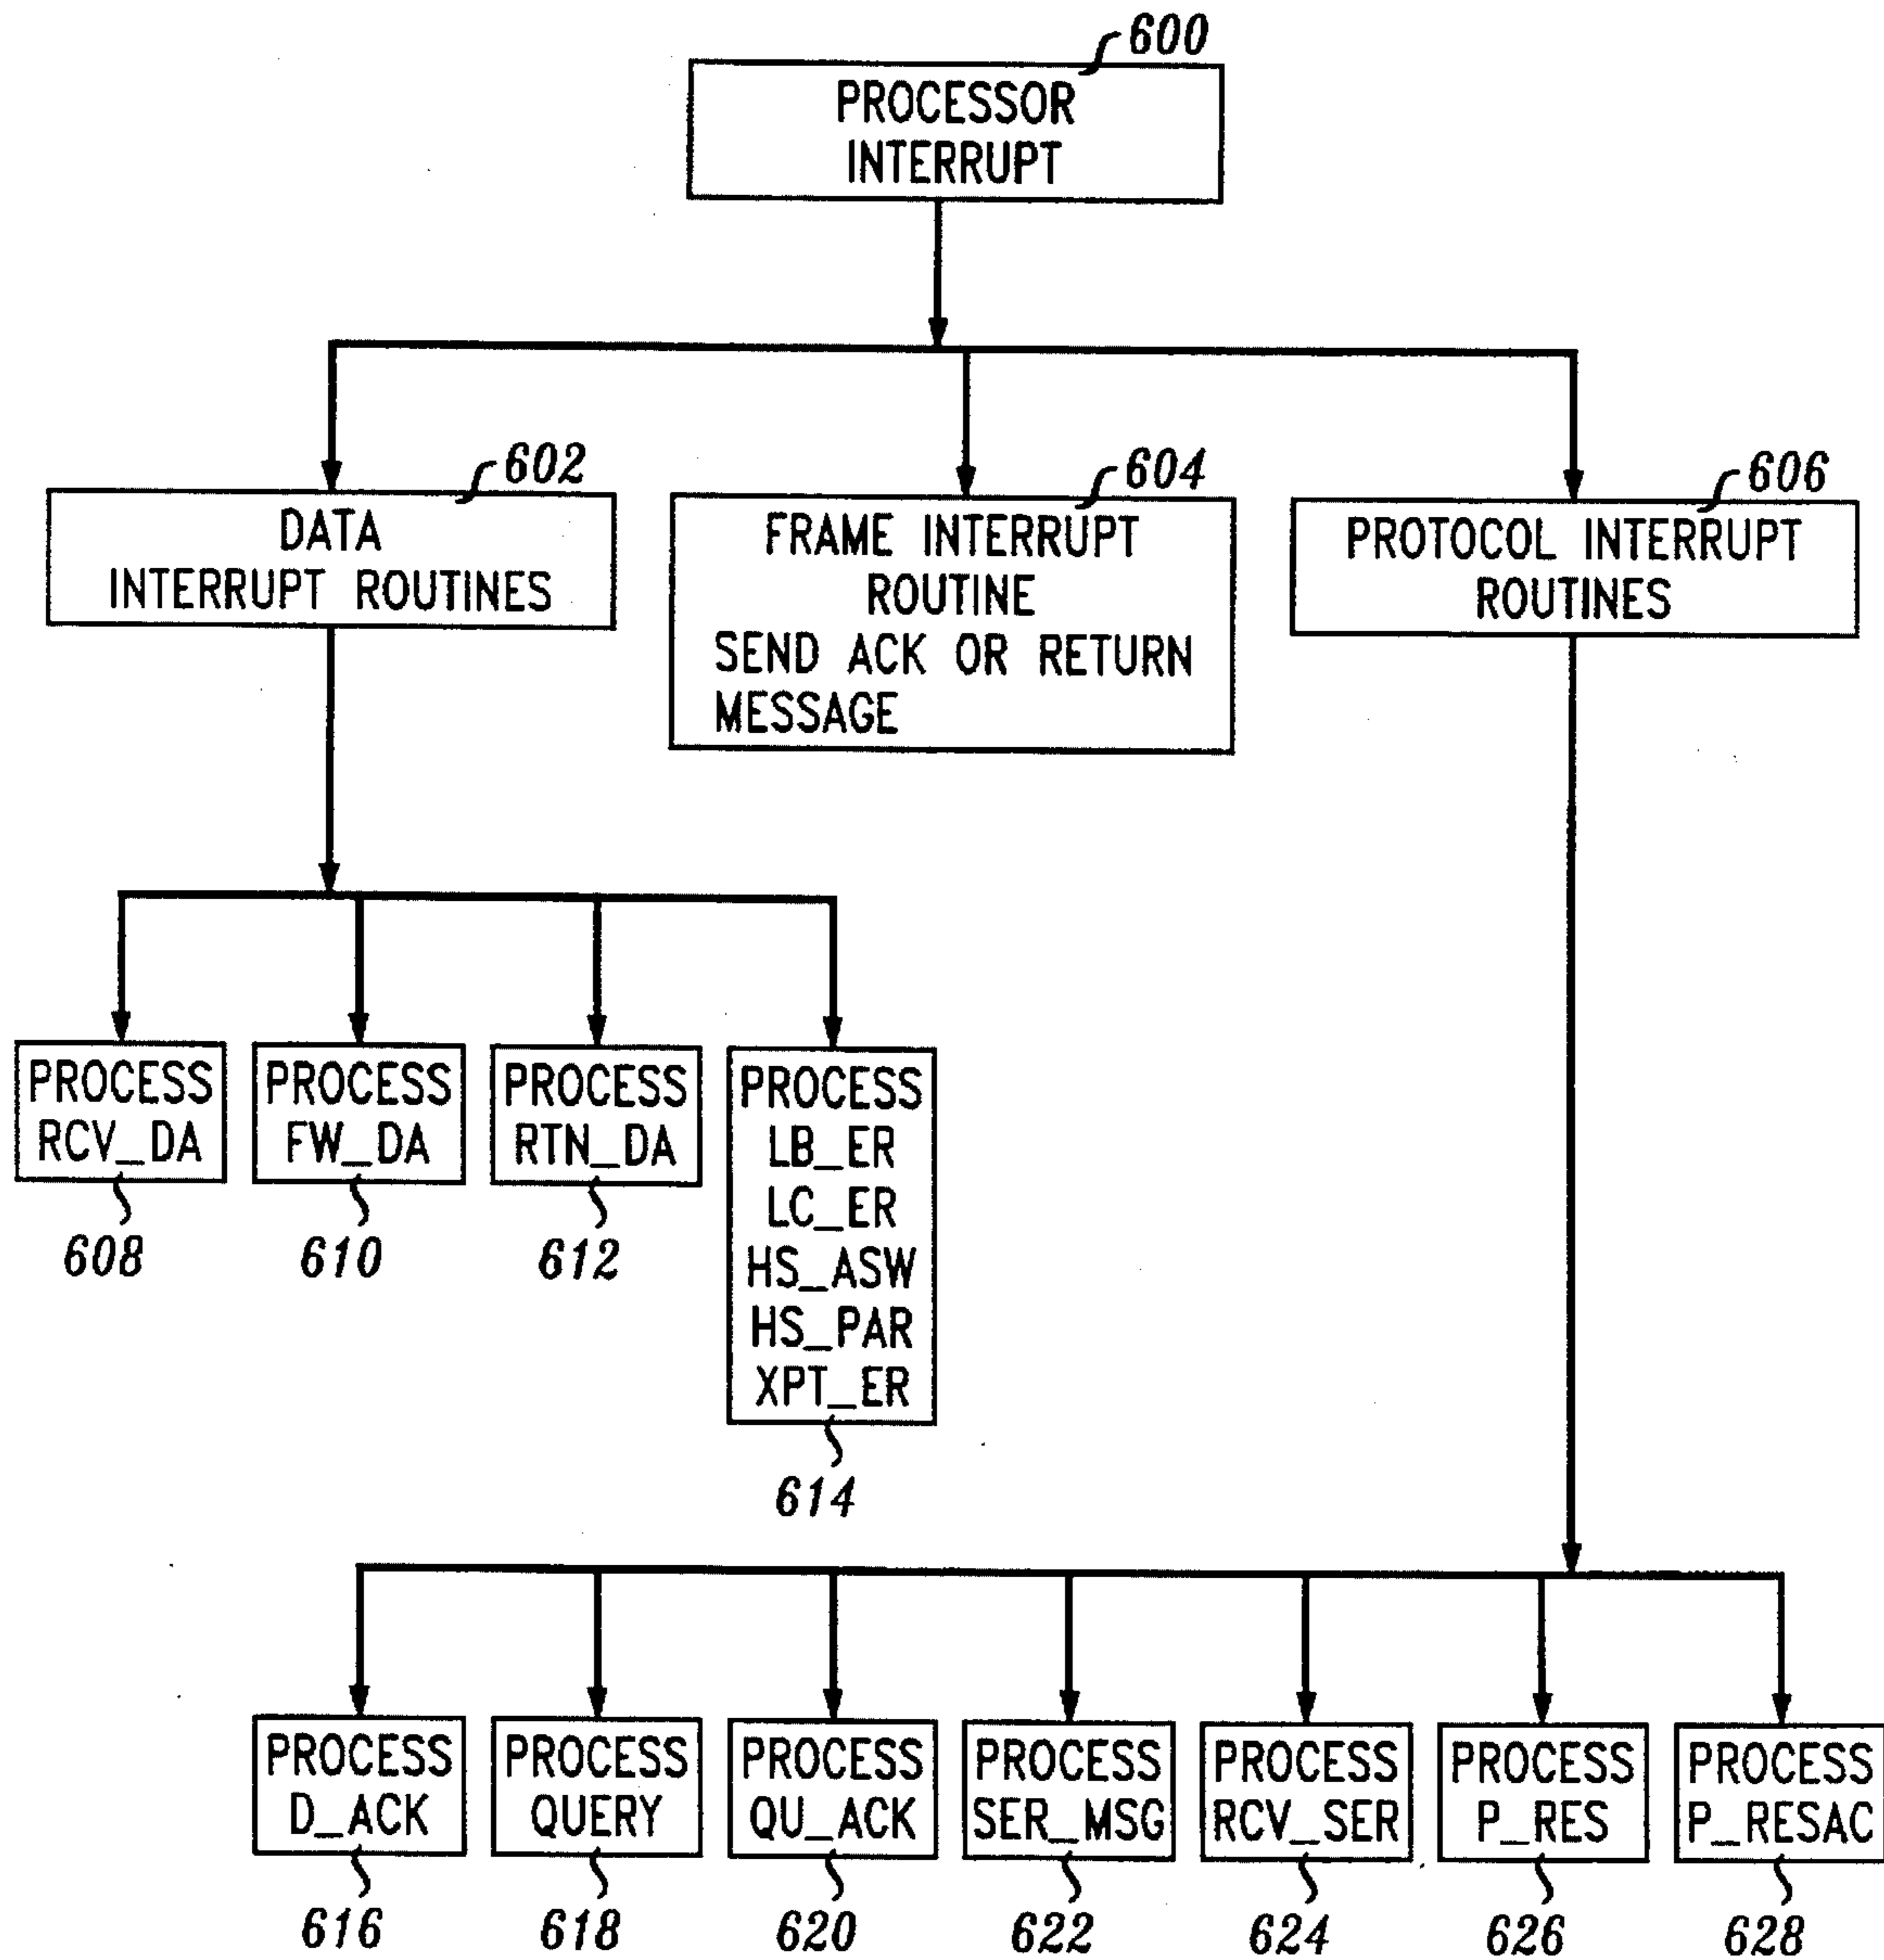 600
PROCESSOR
INTERRUPT
602
DATA
INTERRUPT ROUTINES
604
FRAME INTERRUPT
ROUTINE
SEND ACK OR RETURN
MESSAGE
606
PROTOCOL INTERRUPT
ROUTINES
PROCESS
RCV_DA
608
PROCESS
FW_DA
610
PROCESS
RTN_DA
612
PROCESS
LB_ER
LC_ER
HS_ASW
HS_PAR
XPT_ER
614
PROCESS
D_ACK
616
PROCESS
QUERY
618
PROCESS
QU_ACK
620
PROCESS
SER_MSG
622
PROCESS
RCV_SER
624
PROCESS
P_RES
626
PROCESS
P_RESAC
628